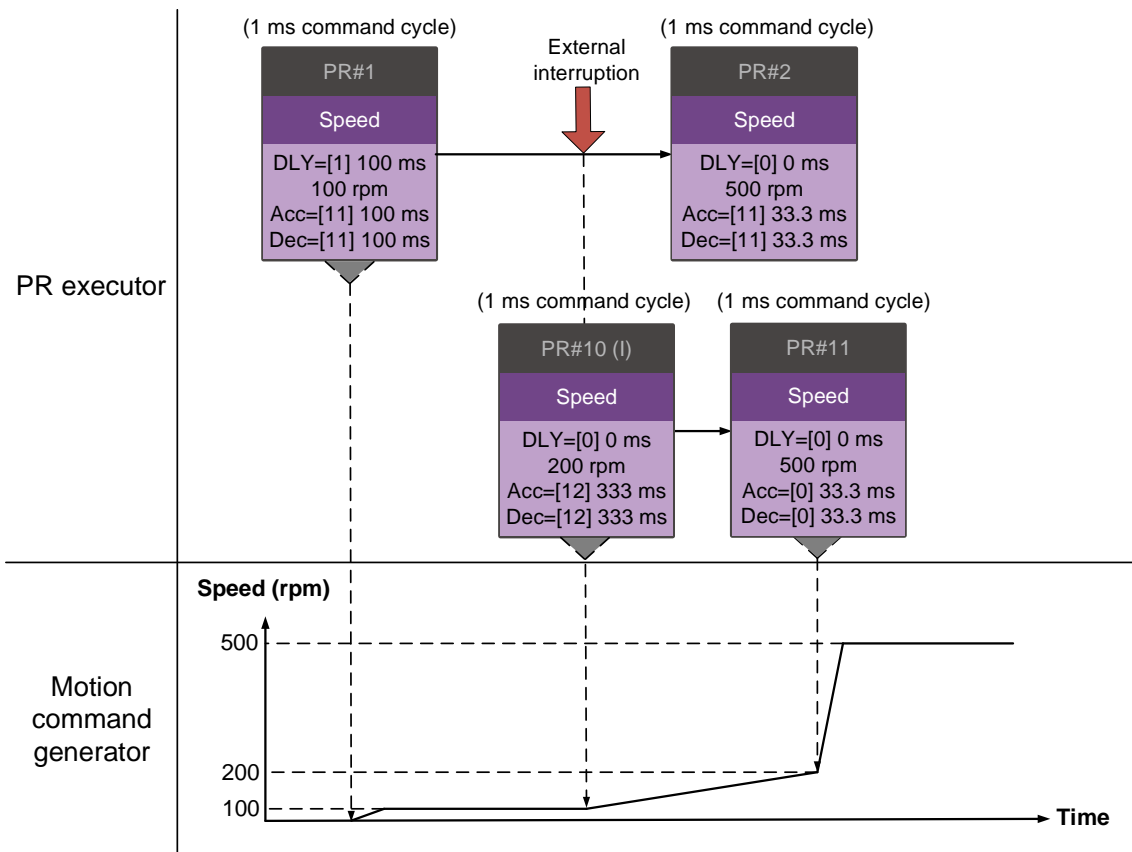 (1 ms command cycle)
PR#1
Speed
DLY=[1] 100 ms
100 rpm
Acc=[11] 100 ms
Dec=[11] 100 ms
External
interruption
(1 ms command cycle)
PR#2
Speed
DLY=[0] 0 ms
500 rpm
Acc=[11] 33.3 ms
Dec=[11] 33.3 ms
PR executor
(1 ms command cycle)
PR#10 (I)
Speed
DLY=[0] 0 ms
200 rpm
Acc=[12] 333 ms
Dec=[12] 333 ms
(1 ms command cycle)
PR#11
Speed
DLY=[0] 0 ms
500 rpm
Acc=[0] 33.3 ms
Dec=[0] 33.3 ms
Motion
command
generator
Speed (rpm)
500
200
100
Time